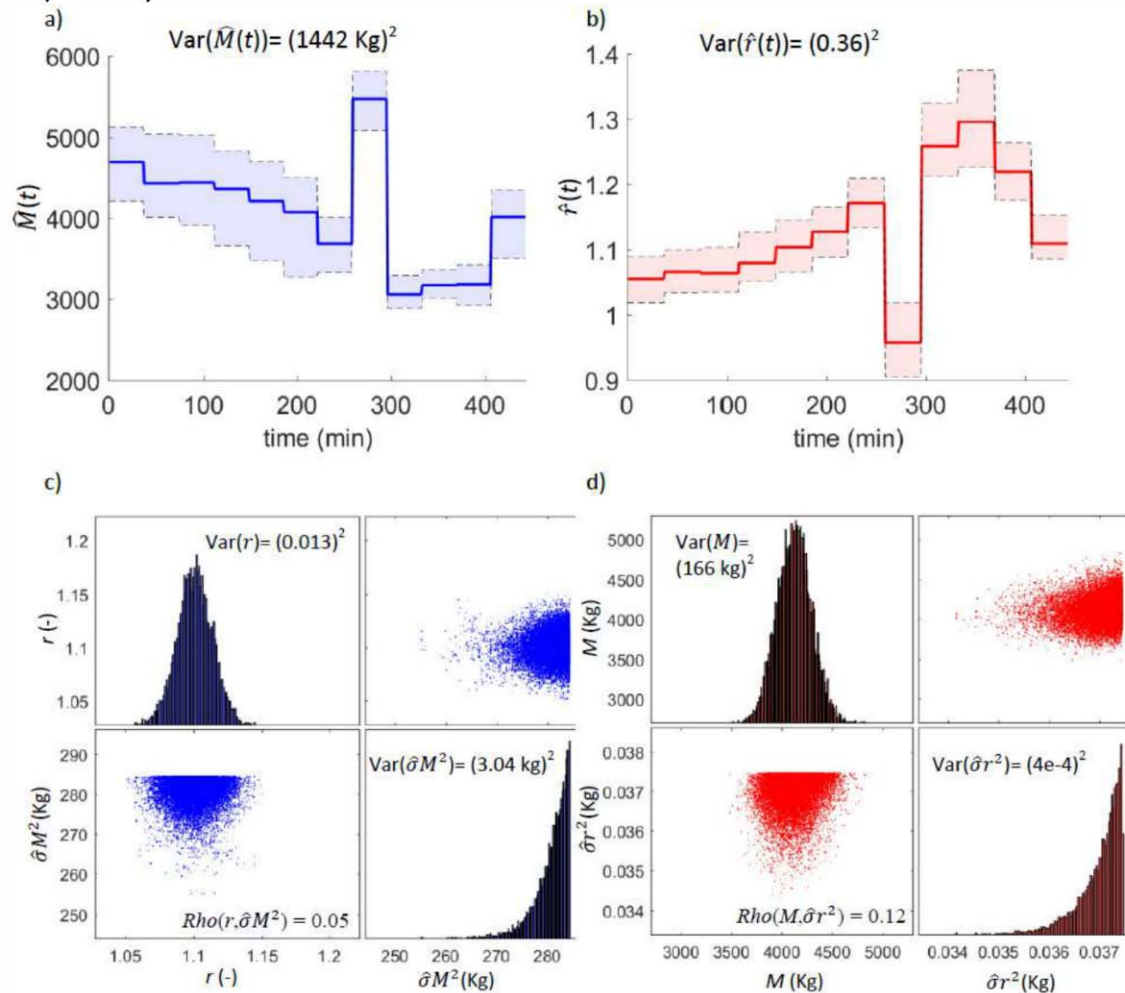 a)
Var(M̂(t))= (1442 Kg)²
6000
5000
4000
3000
2000
M̂(t)
0 100 200 300 400
time (min)
b)
Var(r̂(t))= (0.36)²
1.4
1.3
1.2
1.1
1
0.9
r̂(t)
0 100 200 300 400
time (min)
c)
Var(r)= (0.013)²
1.2
1.15
1.1
1.05
r (-)
Var(σ̂M²)= (3.04 kg)²
290
280
270
260
250
σ̂M²(Kg)
Rho(r,σ̂M²) = 0.05
1.05 1.1 1.15 1.2
r (-)
250 260 270 280
σ̂M²(Kg)
d)
Var(M)=
(166 kg)²
5000
4500
4000
3500
3000
M (Kg)
Var(σ̂r²)= (4e-4)²
0.038
0.037
0.036
0.035
0.034
σ̂r²(Kg)
Rho(M,σ̂r²) = 0.12
3000 4000 5000
M (Kg)
0.034 0.035 0.036 0.037
σ̂r²(Kg)